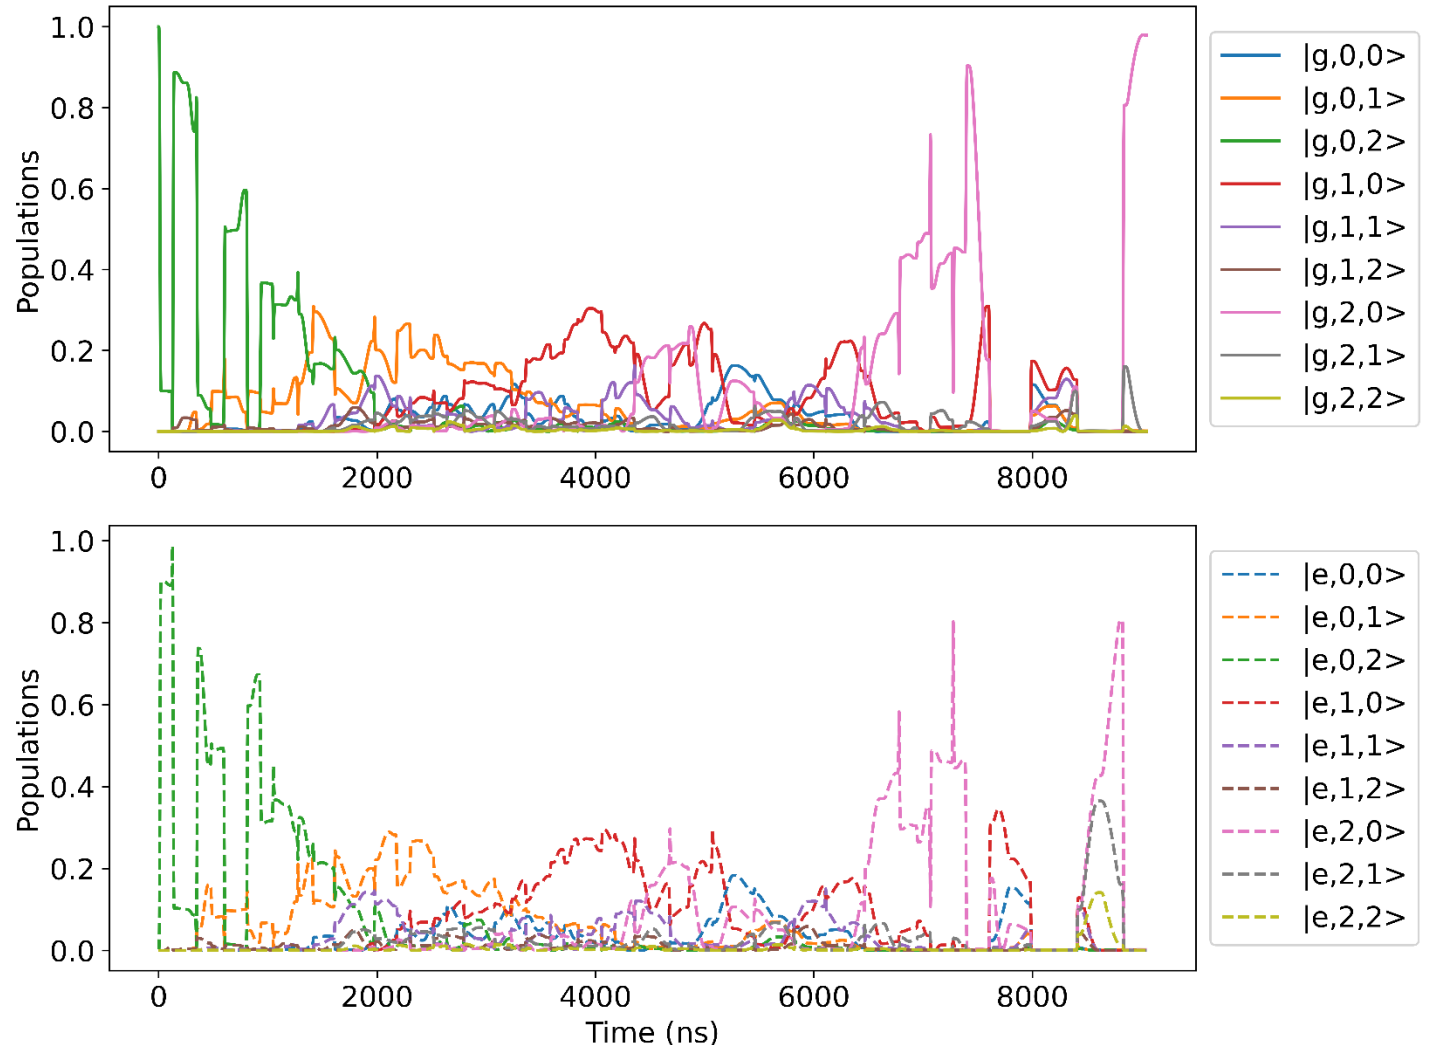 Populations
1.0
0.8
0.6
0.4
0.2
0.0
0 2000 4000 6000 8000
|g,0,0>
|g,0,1>
|g,0,2>
|g,1,0>
|g,1,1>
|g,1,2>
|g,2,0>
|g,2,1>
|g,2,2>
Populations
1.0
0.8
0.6
0.4
0.2
0.0
0 2000 4000 6000 8000
Time (ns)
|e,0,0>
|e,0,1>
|e,0,2>
|e,1,0>
|e,1,1>
|e,1,2>
|e,2,0>
|e,2,1>
|e,2,2>